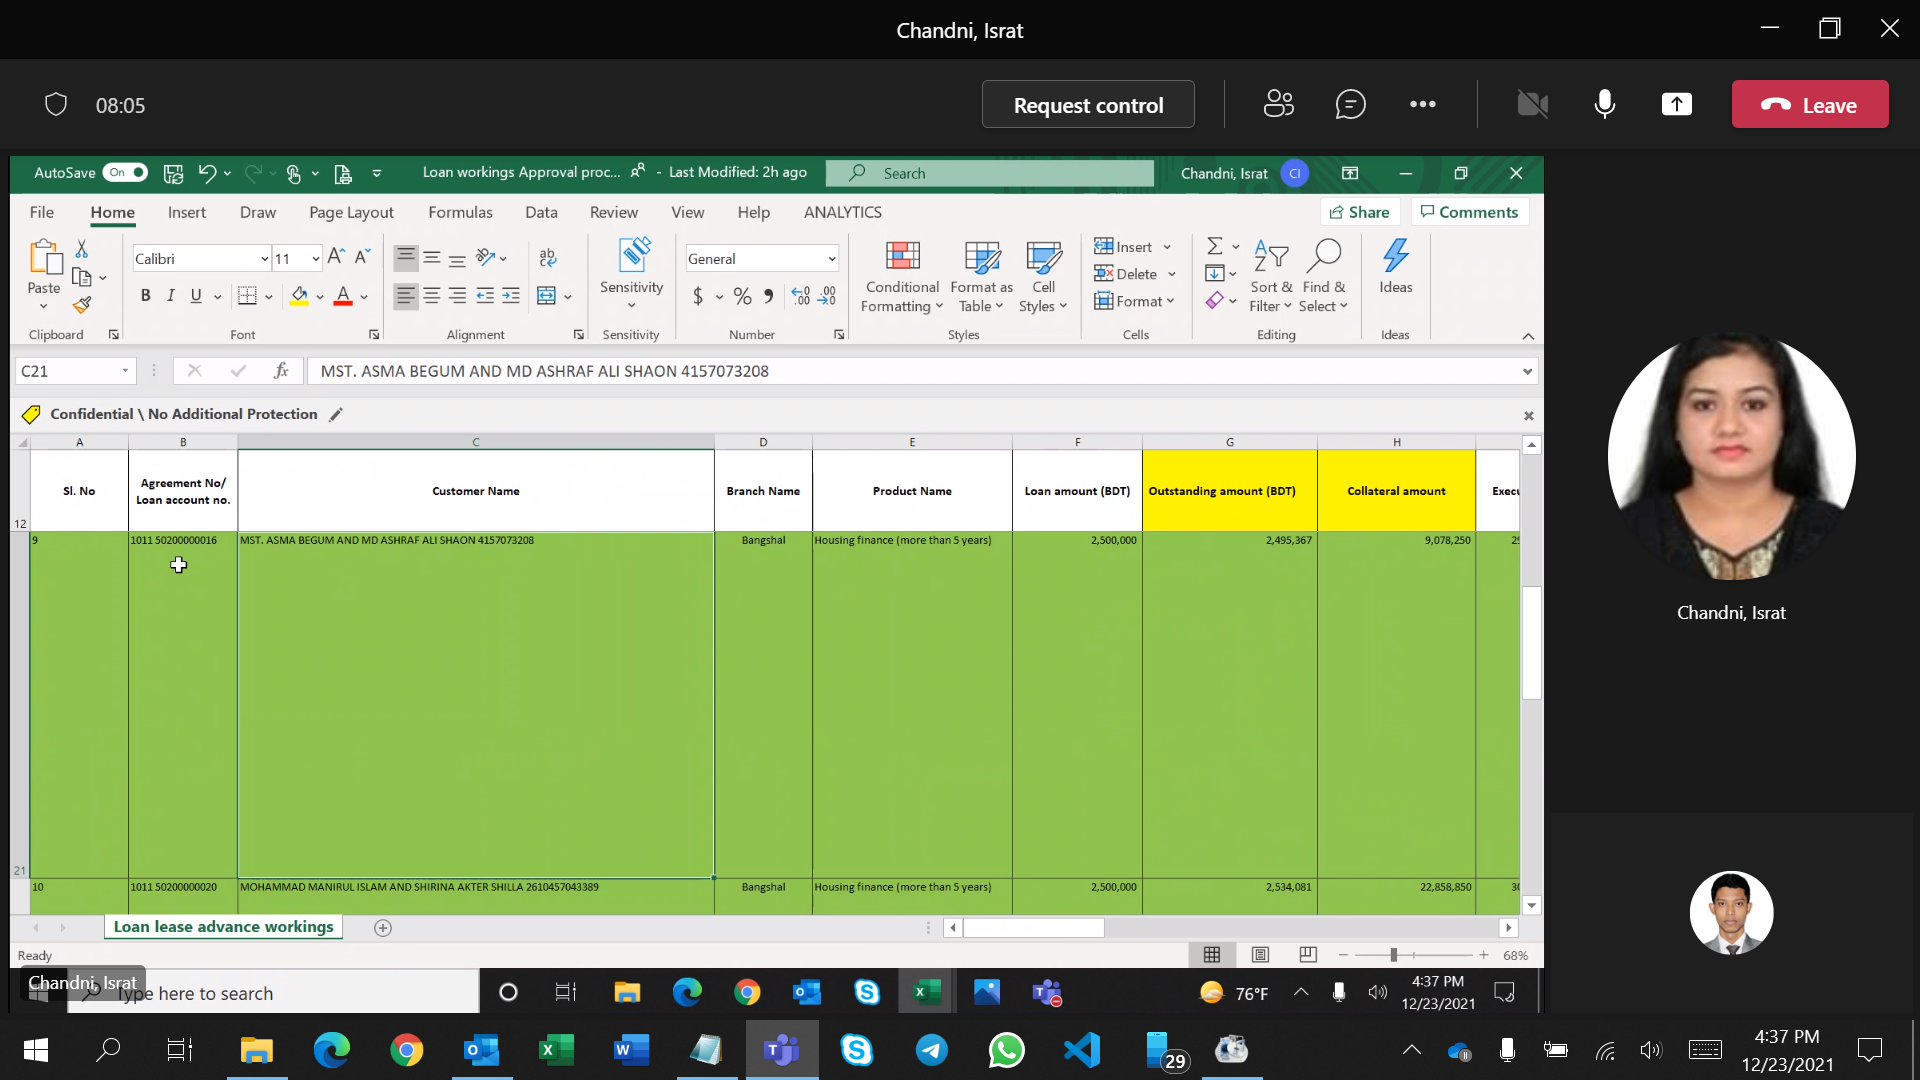 Chandni, Israt
08:05
Request control
Leave
AutoSave On
Loan workings Approval proc... - Last Modified: 2h ago
Search
Chandni, Israt CI
File Home Insert Draw Page Layout Formulas Data Review View Help ANALYTICS
Share
Comments
Paste
Calibri 11
B I U
ab
Sensitivity
General
$ % ,
Conditional Formatting
Format as Table
Cell Styles
Insert
Delete
Format
Sort & Filter
Find & Select
Ideas
Clipboard Font Alignment Sensitivity Number Styles Cells Editing Ideas
C21
fx
MST. ASMA BEGUM AND MD ASHRAF ALI SHAON 4157073208
Confidential \ No Additional Protection
A B C D E F G H
12
Sl. No
Agreement No/
Loan account no.
Customer Name
Branch Name
Product Name
Loan amount (BDT)
Outstanding amount (BDT)
Collateral amount
Execu
9 1011 50200000016 MST. ASMA BEGUM AND MD ASHRAF ALI SHAON 4157073208 Bangshal Housing finance (more than 5 years) 2,500,000 2,495,367 9,078,250 29
21
10 1011 50200000020 MOHAMMAD MANIRUL ISLAM AND SHIRINA AKTER SHILLA 2610457043389 Bangshal Housing finance (more than 5 years) 2,500,000 2,534,081 22,858,850 30
Loan lease advance workings
Ready
68%
Chandni, Israt
Type here to search
76°F
4:37 PM
12/23/2021
Chandni, Israt
29
4:37 PM
12/23/2021